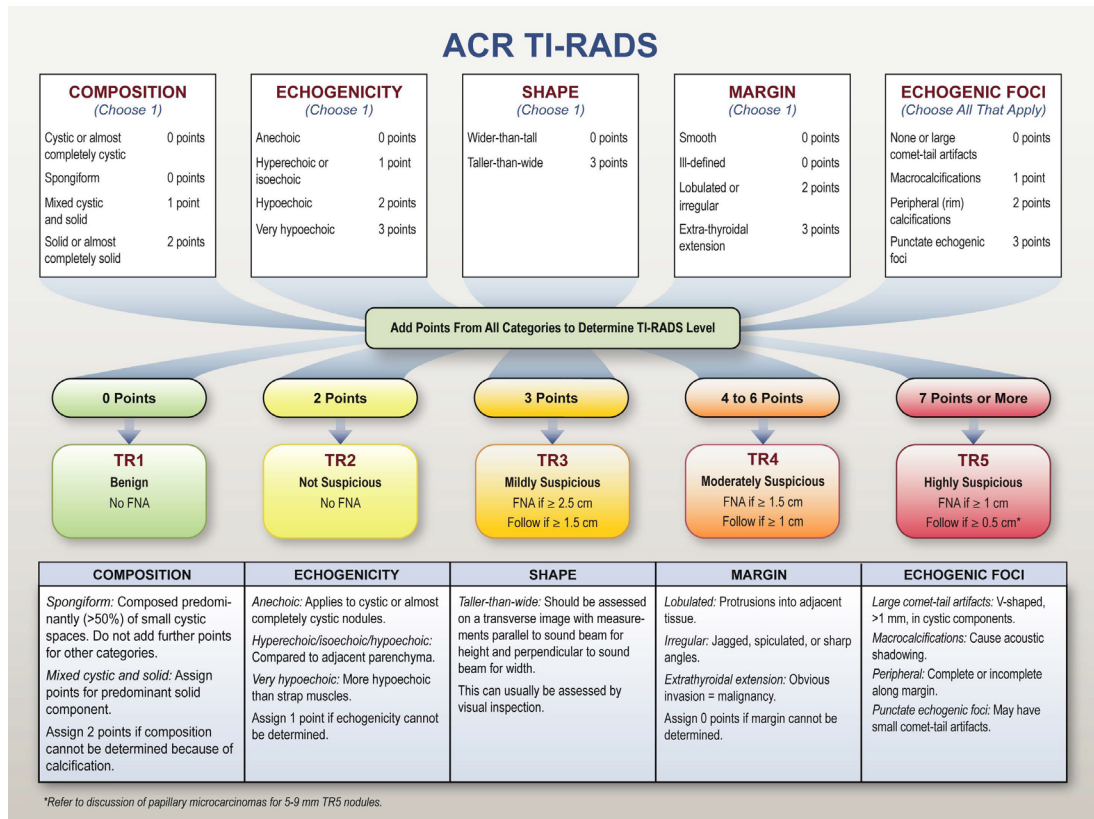 ACR TI-RADS
COMPOSITION
(Choose 1)
Cystic or almost 0 points
completely cystic
Spongiform 0 points
Mixed cystic 1 point
and solid
Solid or almost 2 points
completely solid
ECHOGENICITY
(Choose 1)
Anechoic 0 points
Hyperechoic or 1 point
isoechoic
Hypoechoic 2 points
Very hypoechoic 3 points
SHAPE
(Choose 1)
Wider-than-tall 0 points
Taller-than-wide 3 points
MARGIN
(Choose 1)
Smooth 0 points
Ill-defined 0 points
Lobulated or 2 points
irregular
Extra-thyroidal 3 points
extension
ECHOGENIC FOCI
(Choose All That Apply)
None or large 0 points
comet-tail artifacts
Macrocalcifications 1 point
Peripheral (rim) 2 points
calcifications
Punctate echogenic 3 points
foci
Add Points From All Categories to Determine TI-RADS Level
0 Points
2 Points
3 Points
4 to 6 Points
7 Points or More
TR1
Benign
No FNA
TR2
Not Suspicious
No FNA
TR3
Mildly Suspicious
FNA if ≥ 2.5 cm
Follow if ≥ 1.5 cm
TR4
Moderately Suspicious
FNA if ≥ 1.5 cm
Follow if ≥ 1 cm
TR5
Highly Suspicious
FNA if ≥ 1 cm
Follow if ≥ 0.5 cm*
COMPOSITION
Spongiform: Composed predomi-
nantly (>50%) of small cystic
spaces. Do not add further points
for other categories.
Mixed cystic and solid: Assign
points for predominant solid
component.
Assign 2 points if composition
cannot be determined because of
calcification.
ECHOGENICITY
Anechoic: Applies to cystic or almost
completely cystic nodules.
Hyperechoic/isoechoic/hypoechoic:
Compared to adjacent parenchyma.
Very hypoechoic: More hypoechoic
than strap muscles.
Assign 1 point if echogenicity cannot
be determined.
SHAPE
Taller-than-wide: Should be assessed
on a transverse image with measure-
ments parallel to sound beam for
height and perpendicular to sound
beam for width.
This can usually be assessed by
visual inspection.
MARGIN
Lobulated: Protrusions into adjacent
tissue.
Irregular: Jagged, spiculated, or sharp
angles.
Extrathyroidal extension: Obvious
invasion = malignancy.
Assign 0 points if margin cannot be
determined.
ECHOGENIC FOCI
Large comet-tail artifacts: V-shaped,
>1 mm, in cystic components.
Macrocalcifications: Cause acoustic
shadowing.
Peripheral: Complete or incomplete
along margin.
Punctate echogenic foci: May have
small comet-tail artifacts.
*Refer to discussion of papillary microcarcinomas for 5-9 mm TR5 nodules.